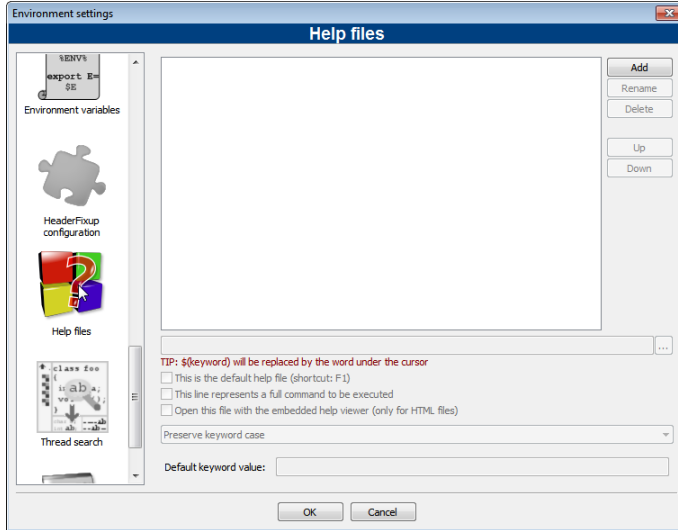 Environment settings
Help files
%ENV%
export E=
$E
Environment variables
HeaderFixup
configuration
?
Help files
class foo
ab
Thread search
Add
Rename
Delete
Up
Down
...
TIP: $(keyword) will be replaced by the word under the cursor
This is the default help file (shortcut: F1)
This line represents a full command to be executed
Open this file with the embedded help viewer (only for HTML files)
Preserve keyword case
Default keyword value:
OK
Cancel